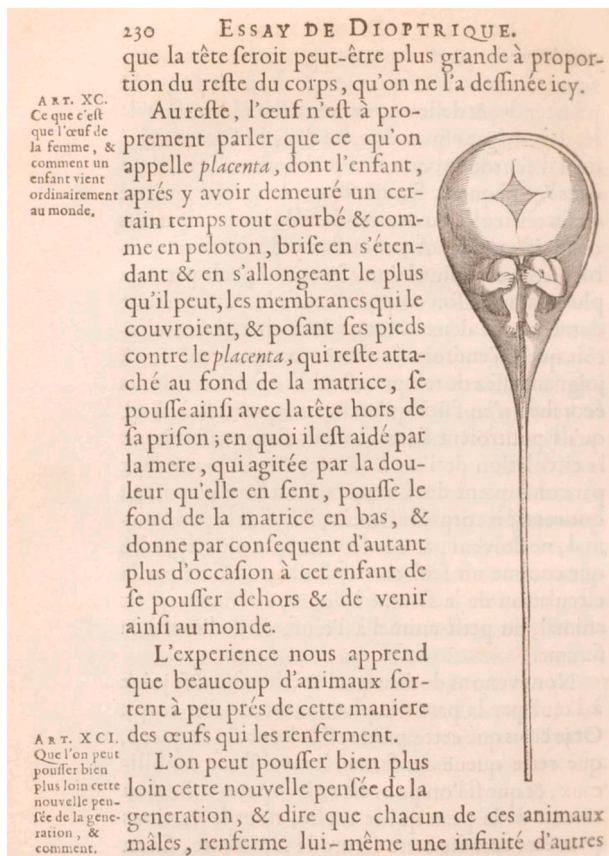 230 ESSAY DE DIOPTRIQUE.
que la tête ſeroit peut-être plus grande à propor-
tion du reſte du corps, qu'on ne l'a deſſinée icy.
ART. XC.
Ce que c'eſt
que l'œuf de
la femme, &
comment un
enfant vient
ordinairement
au monde.
Au reſte, l'œuf n'eſt à pro-
prement parler que ce qu'on
appelle placenta, dont l'enfant,
aprés y avoir demeuré un cer-
tain temps tout courbé & com-
me en peloton, briſe en s'éten-
dant & en s'allongeant le plus
qu'il peut, les membranes qui le
couvroient, & poſant ſes pieds
contre le placenta, qui reſte atta-
ché au fond de la matrice, ſe
pouſſe ainſi avec la tête hors de
ſa priſon; en quoi il eſt aidé par
la mere, qui agitée par la dou-
leur qu'elle en ſent, pouſſe le
fond de la matrice en bas, &
donne par conſequent d'autant
plus d'occaſion à cet enfant de
ſe pouſſer dehors & de venir
ainſi au monde.
L'experience nous apprend
que beaucoup d'animaux ſor-
tent à peu prés de cette maniere
des œufs qui les renferment.
ART. XCI.
Que l'on peut
pouſſer bien
plus loin cette
nouvelle pen-
ſée de la gene-
ration, &
comment.
L'on peut pouſſer bien plus
loin cette nouvelle penſée de la
generation, & dire que chacun de ces animaux
mâles, renferme lui-même une infinité d'autres